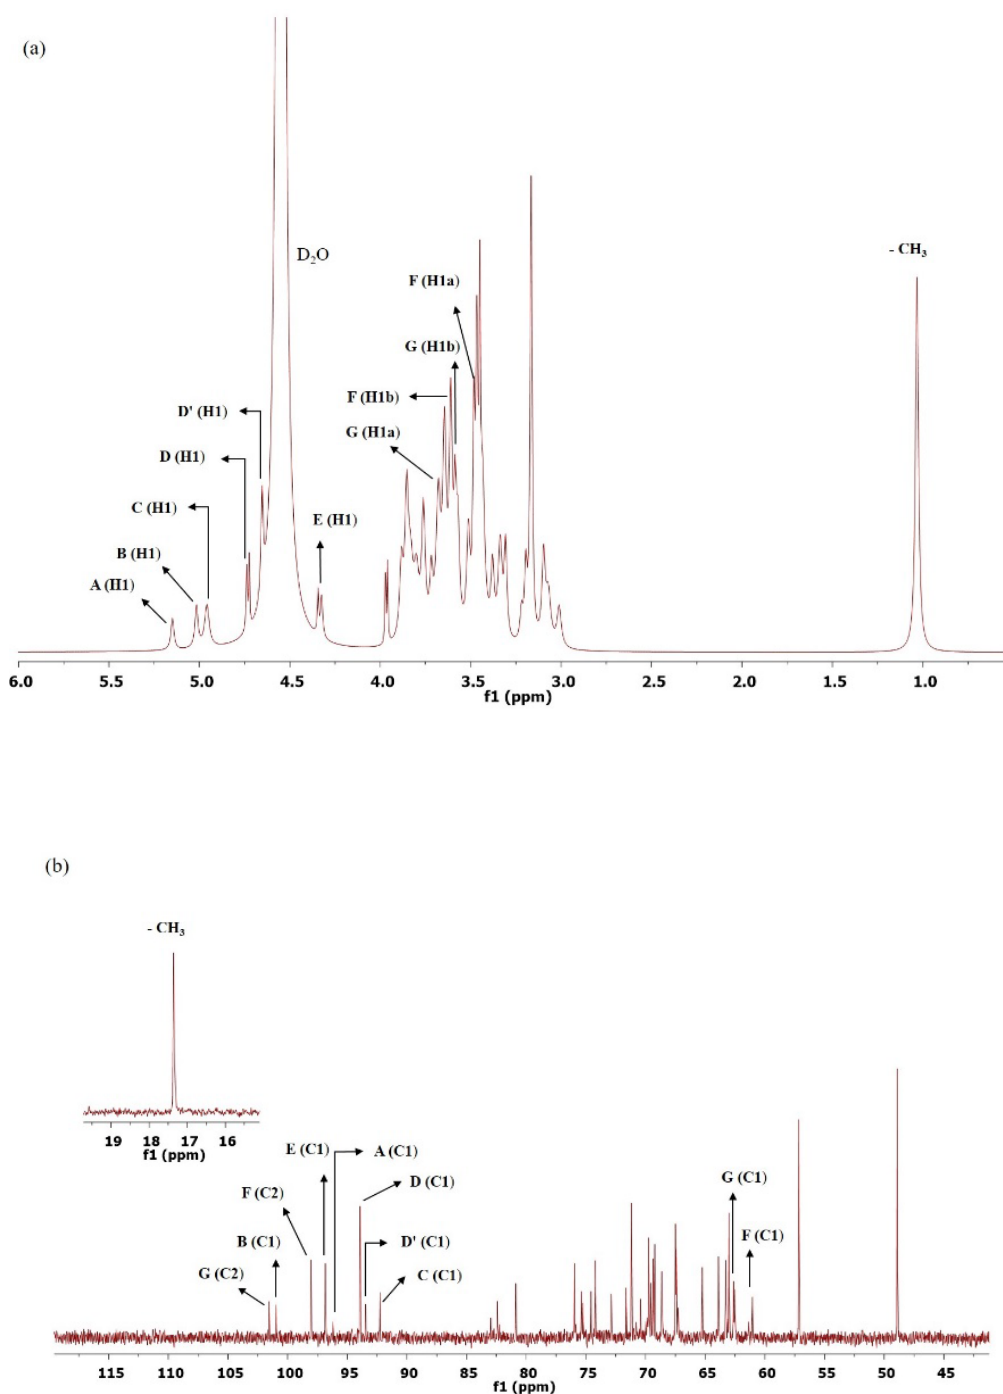 (a)
D₂O
- CH₃
F (H1a)
G (H1b)
F (H1b)
G (H1a)
D' (H1)
D (H1)
C (H1)
B (H1)
A (H1)
E (H1)
6.0 5.5 5.0 4.5 4.0 3.5 3.0 2.5 2.0 1.5 1.0
f1 (ppm)
(b)
- CH₃
19 18 17 16
f1 (ppm)
E (C1)
A (C1)
F (C2)
D (C1)
B (C1)
D' (C1)
G (C2)
C (C1)
G (C1)
F (C1)
115 110 105 100 95 90 85 80 75 70 65 60 55 50 45
f1 (ppm)